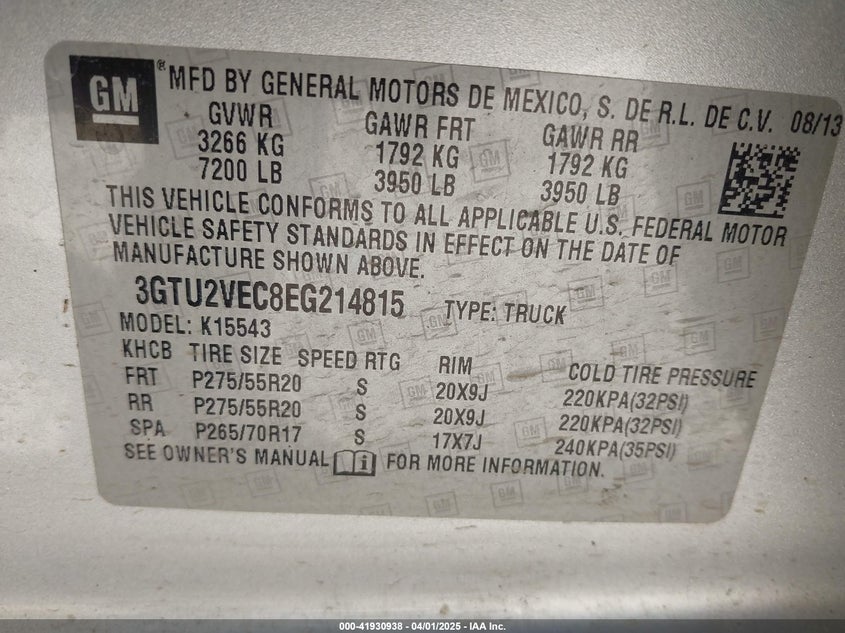 GM ® MFD BY GENERAL MOTORS DE MEXICO, S. DE R.L. DE C.V. 08/13
GVWR GAWR FRT GAWR RR
3266 KG 1792 KG 1792 KG
7200 LB 3950 LB 3950 LB
THIS VEHICLE CONFORMS TO ALL APPLICABLE U.S. FEDERAL MOTOR
VEHICLE SAFETY STANDARDS IN EFFECT ON THE DATE OF
MANUFACTURE SHOWN ABOVE.
3GTU2VEC8EG214815 TYPE: TRUCK
MODEL: K15543
KHCB TIRE SIZE SPEED RTG RIM COLD TIRE PRESSURE
FRT P275/55R20 S 20X9J 220KPA(32PSI)
RR P275/55R20 S 20X9J 220KPA(32PSI)
SPA P265/70R17 S 17X7J 240KPA(35PSI)
SEE OWNER'S MANUAL i FOR MORE INFORMATION.
000-41930938 - 04/01/2025 - IAA Inc.